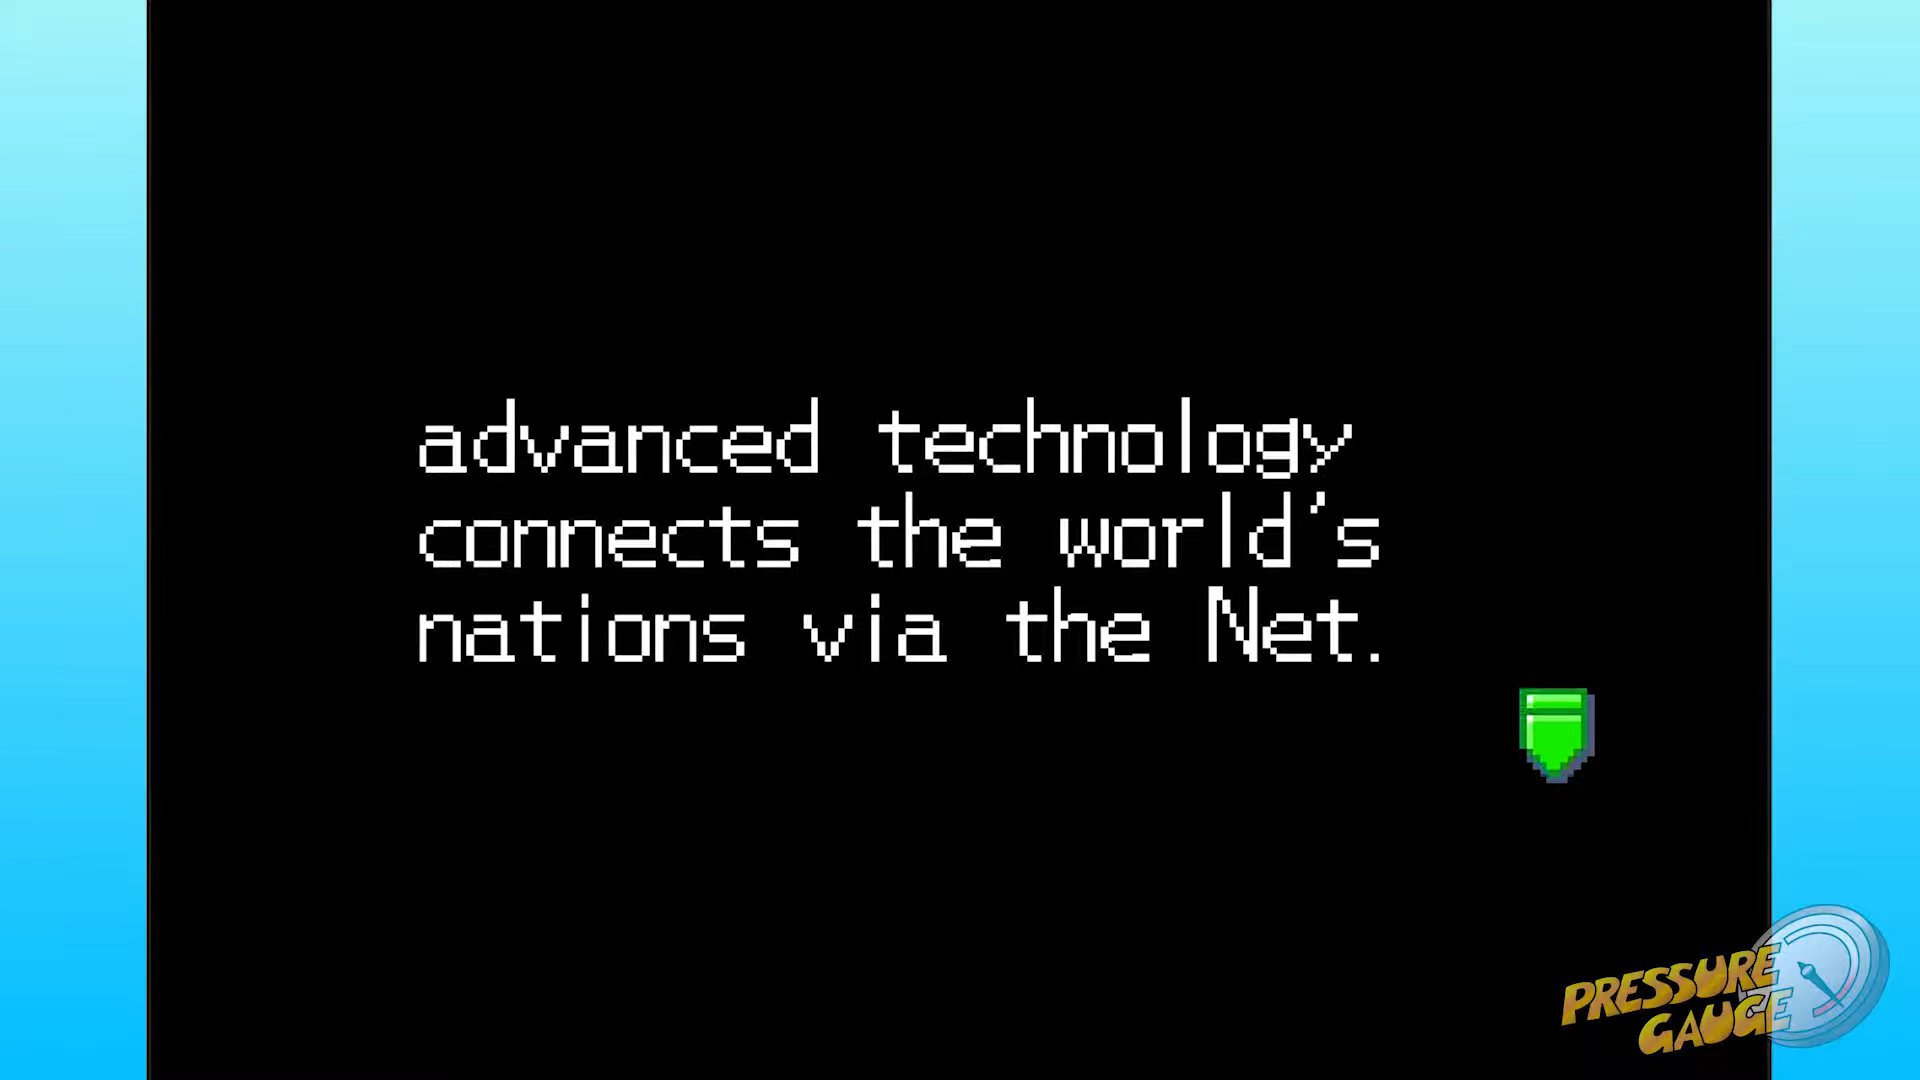 advanced technology
connects the world's
nations via the Net.
PRESSURE
GAUGE